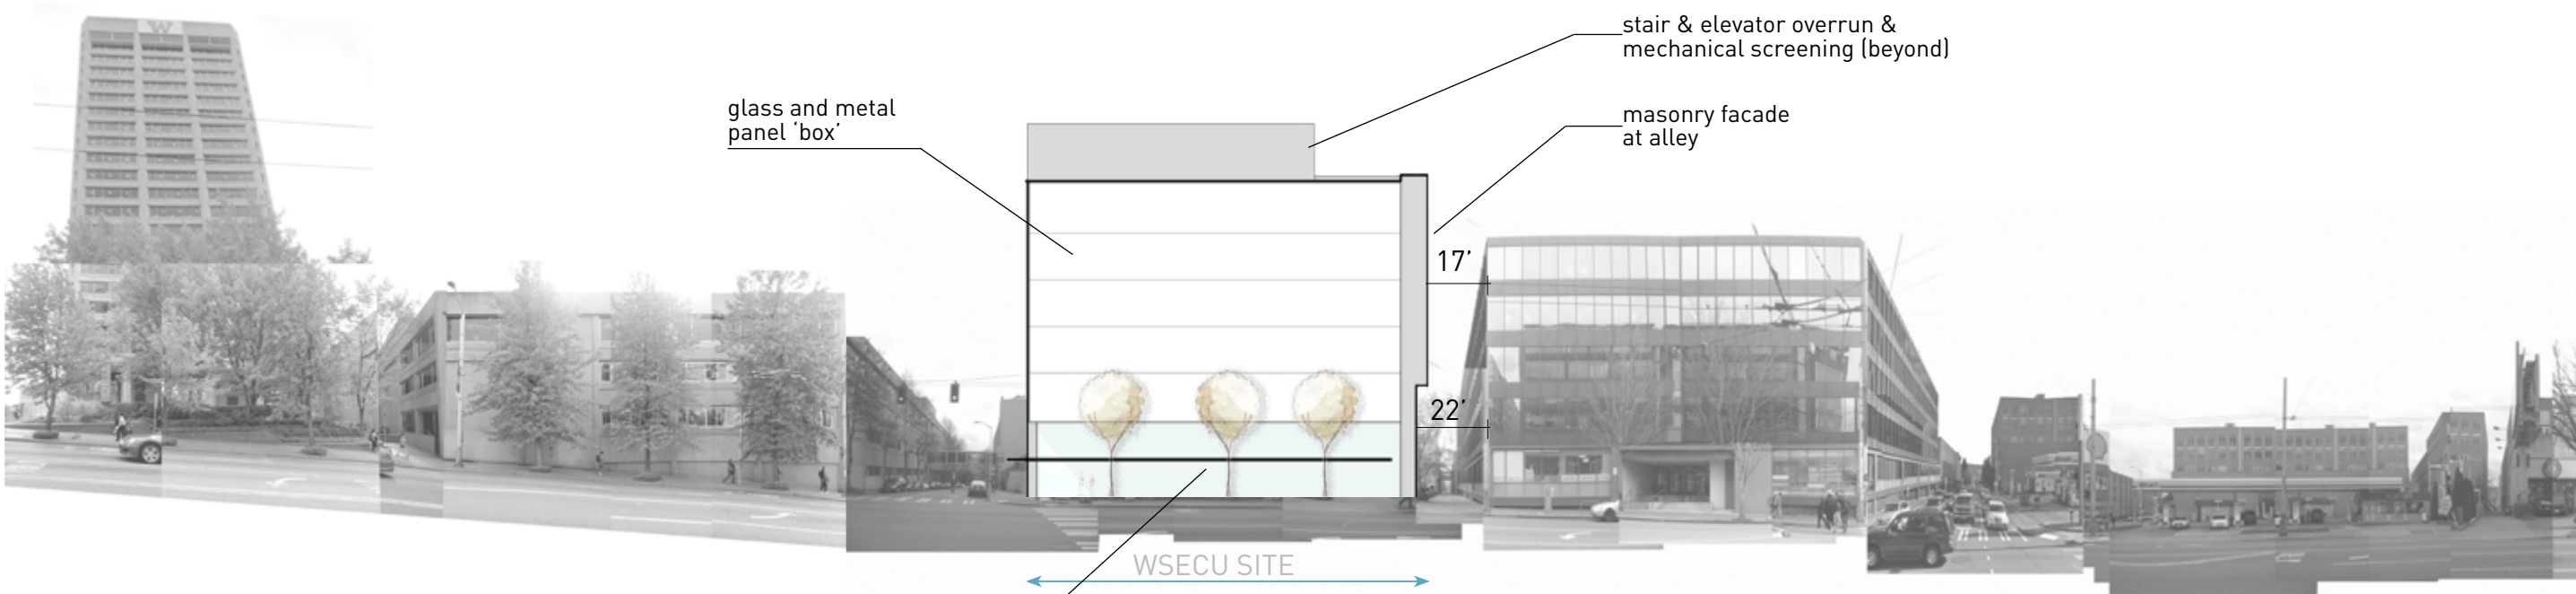 W
stair & elevator overrun &
mechanical screening (beyond)
glass and metal
panel ‘box’
masonry facade
at alley
17’
22’
WSECU SITE